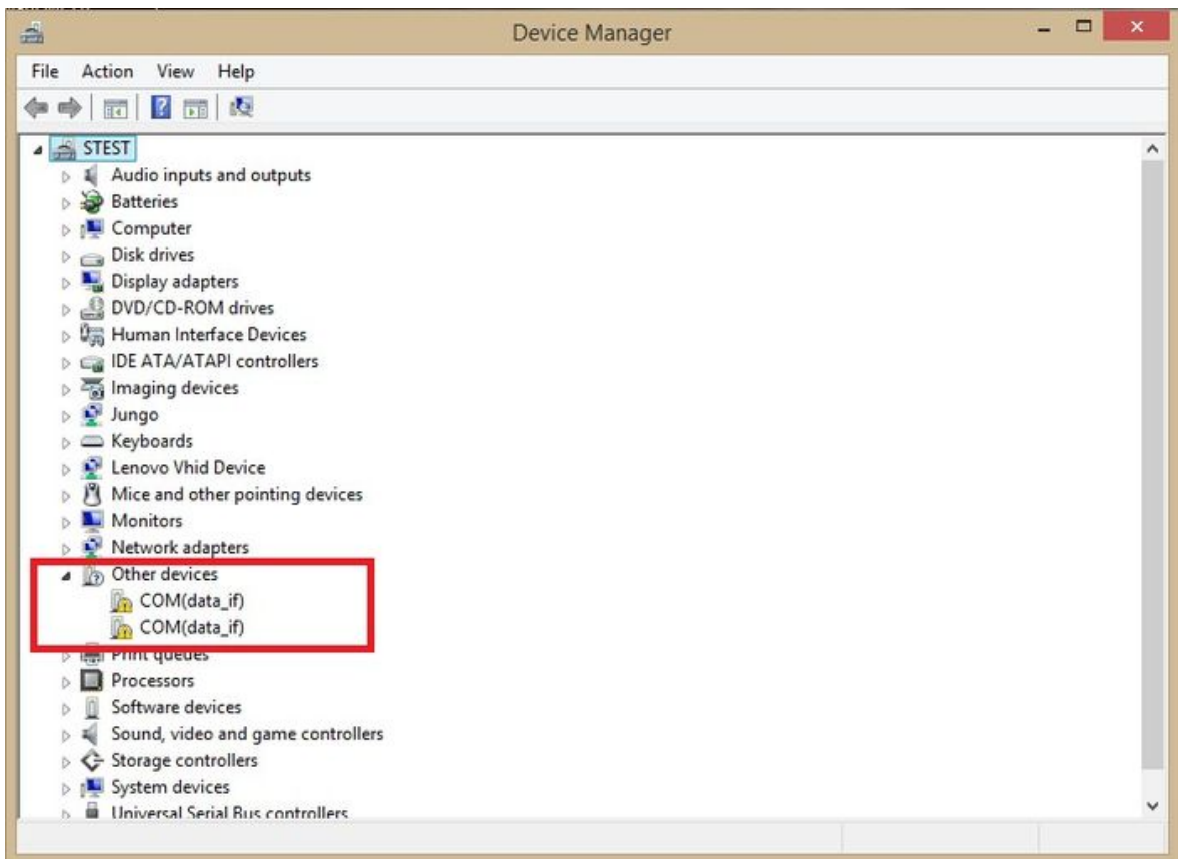 Device Manager
File Action View Help
STEST
Audio inputs and outputs
Batteries
Computer
Disk drives
Display adapters
DVD/CD-ROM drives
Human Interface Devices
IDE ATA/ATAPI controllers
Imaging devices
Jungo
Keyboards
Lenovo Vhid Device
Mice and other pointing devices
Monitors
Network adapters
Other devices
COM(data_if)
COM(data_if)
Print queues
Processors
Software devices
Sound, video and game controllers
Storage controllers
System devices
Universal Serial Bus controllers